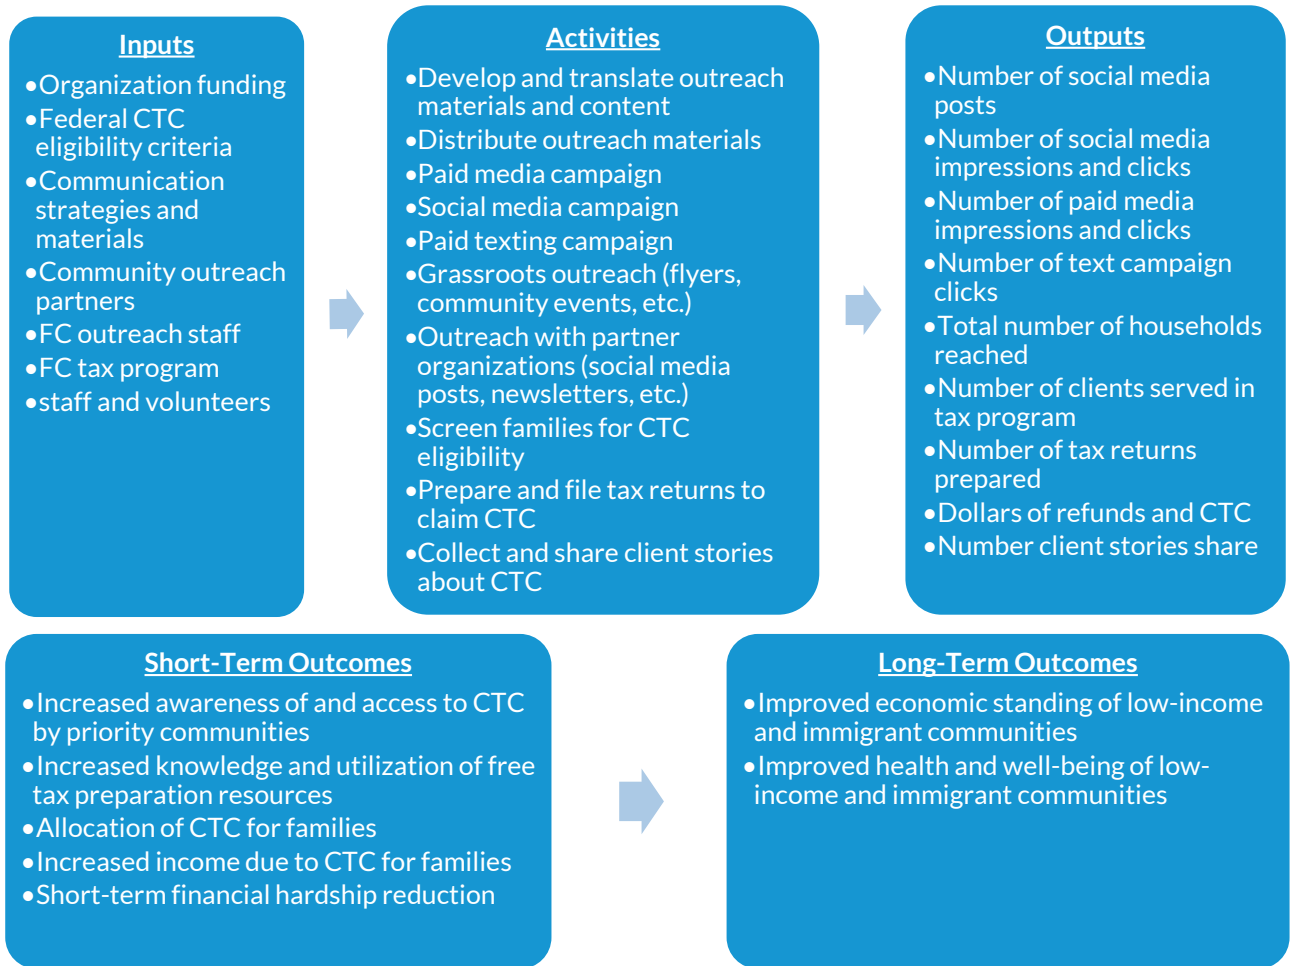 Inputs
•Organization funding
•Federal CTC
eligibility criteria
•Communication
strategies and
materials
•Community outreach
partners
•FC outreach staff
•FC tax program
•staff and volunteers
Activities
•Develop and translate outreach
materials and content
•Distribute outreach materials
•Paid media campaign
•Social media campaign
•Paid texting campaign
•Grassroots outreach (flyers,
community events, etc.)
•Outreach with partner
organizations (social media
posts, newsletters, etc.)
•Screen families for CTC
eligibility
•Prepare and file tax returns to
claim CTC
•Collect and share client stories
about CTC
Outputs
•Number of social media
posts
•Number of social media
impressions and clicks
•Number of paid media
impressions and clicks
•Number of text campaign
clicks
•Total number of households
reached
•Number of clients served in
tax program
•Number of tax returns
prepared
•Dollars of refunds and CTC
•Number client stories share
Short-Term Outcomes
•Increased awareness of and access to CTC
by priority communities
•Increased knowledge and utilization of free
tax preparation resources
•Allocation of CTC for families
•Increased income due to CTC for families
•Short-term financial hardship reduction
Long-Term Outcomes
•Improved economic standing of low-income
and immigrant communities
•Improved health and well-being of low-
income and immigrant communities